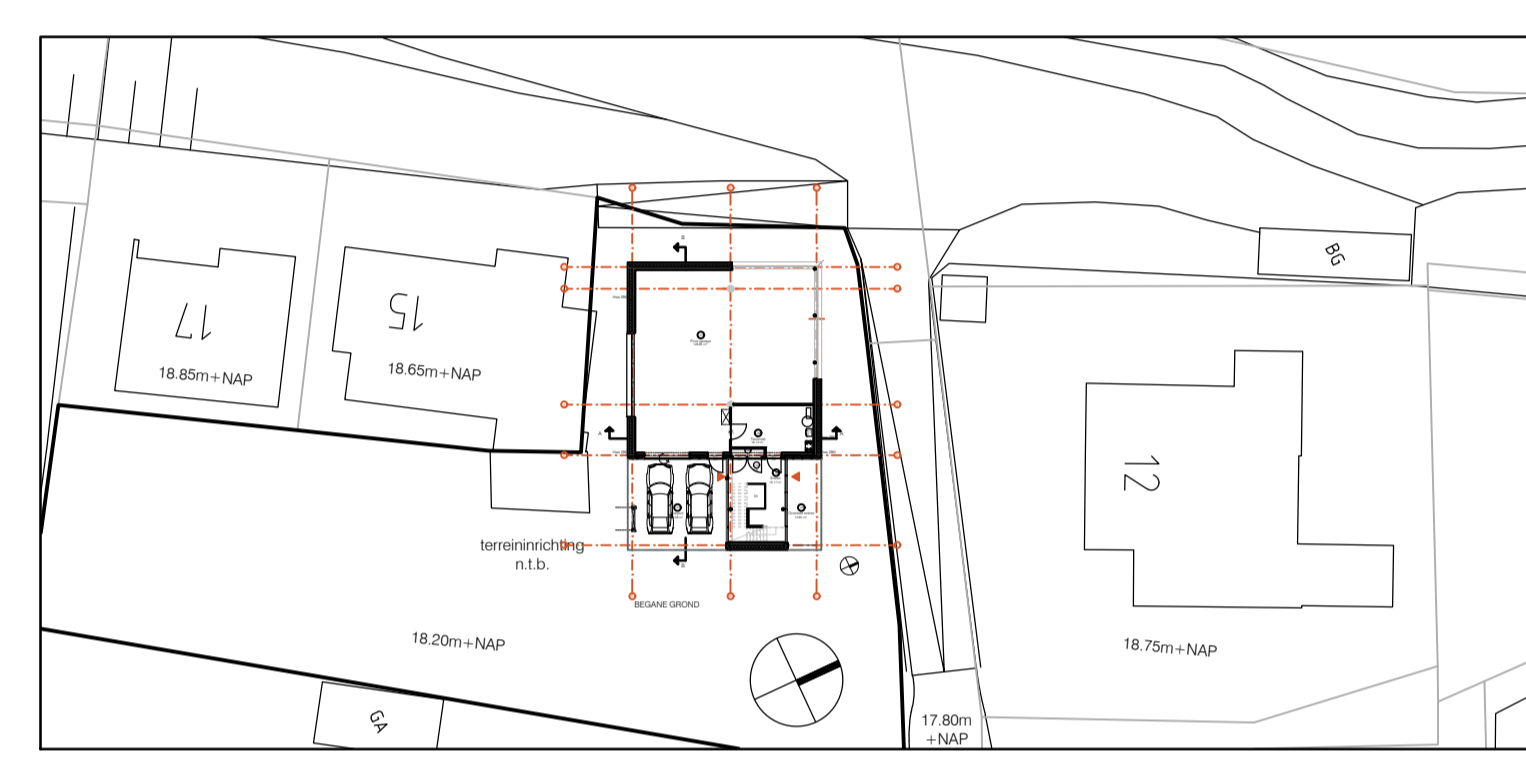 BG
17
15
18.85m+NAP
18.65m+NAP
12
terreininrichting
n.t.b.
BEGANE GROND
18.20m+NAP
18.75m+NAP
GA
17.80m
+NAP